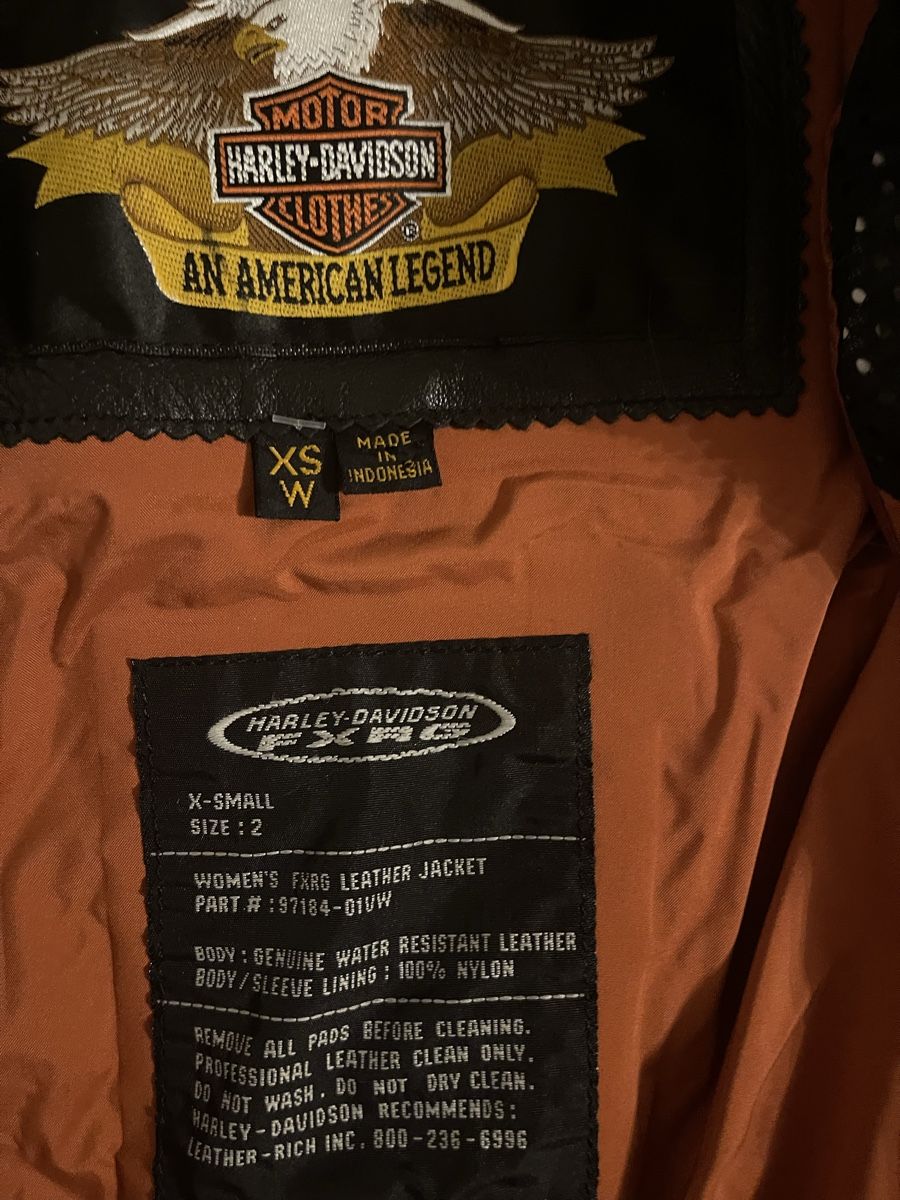 MOTOR
HARLEY-DAVIDSON
CLOTHES
®
AN AMERICAN LEGEND
XS
W
MADE
IN
INDONESIA
HARLEY-DAVIDSON
FXRG
X-SMALL
SIZE : 2
WOMEN'S FXRG LEATHER JACKET
PART # : 97184-01VW
BODY : GENUINE WATER RESISTANT LEATHER
BODY / SLEEVE LINING : 100% NYLON
REMOVE ALL PADS BEFORE CLEANING.
PROFESSIONAL LEATHER CLEAN ONLY.
DO NOT WASH. DO NOT DRY CLEAN.
HARLEY-DAVIDSON RECOMMENDS:
LEATHER-RICH INC. 800-236-6996